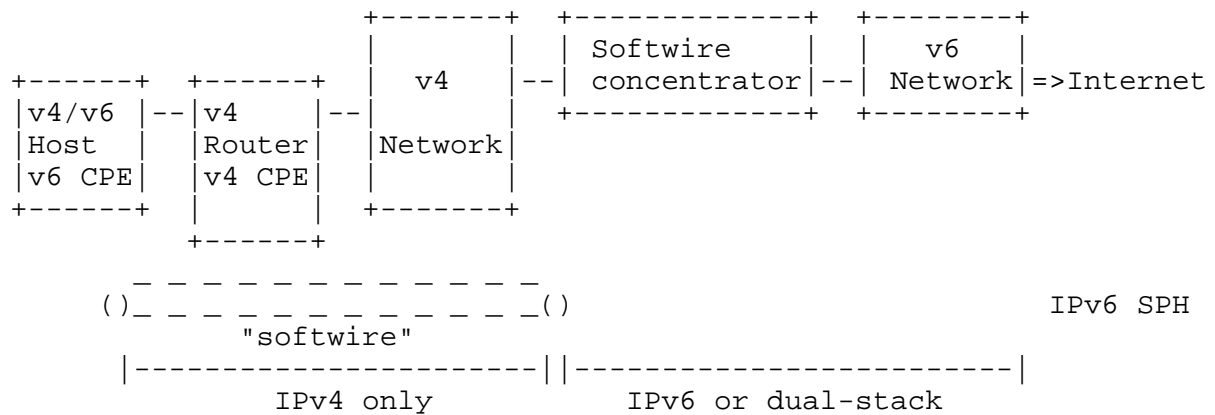 +-------+  +-------------+  +--------+
                        |       |  | Softwire    |  |   v6   |
+------+  +------+      |  v4   |--| concentrator|--| Network|=>Internet
|v4/v6 |--|v4    |--|       |  +-------------+  +--------+
|Host  |  |Router|  |Network|
|v6 CPE|  |v4 CPE|  |       |
+------+  |      |  +-------+
          +------+
_ _ _ _ _ _ _ _ _ _ _ _
()_ _ _ _ _ _ _ _ _ _ _ _()                            IPv6 SPH
"softwire"
|-----------------------||-------------------------|
IPv4 only           IPv6 or dual-stack